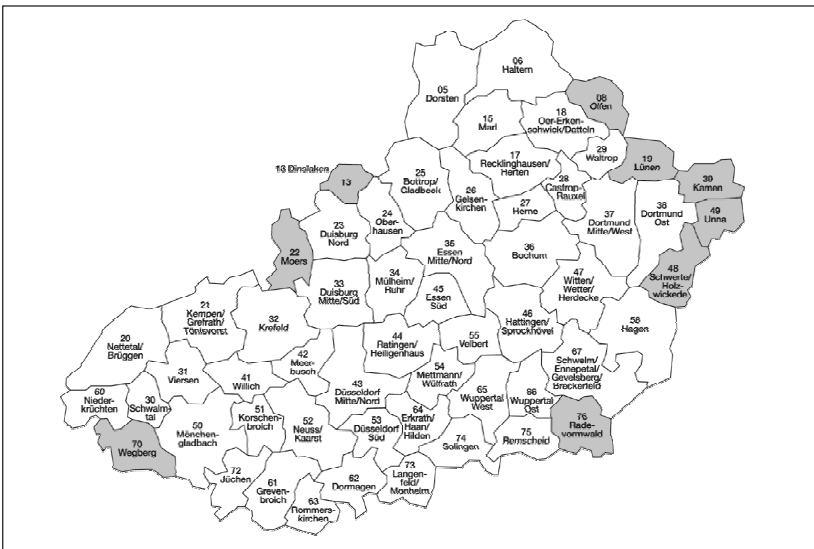 06
Haltern
05
Dorsten
08
Olfen
15
Marl
18
Oer-Erken-
schwick/Datteln
29
Waltrop
19
Lünen
17
Recklinghausen/
Herten
13 Dinslaken
13
25
Bottrop/
Gladbeck
26
Gelsen-
kirchen
28
Castrop-
Rauxel
39
Kamen
27
Herne
49
Unna
24
Ober-
hausen
23
Duisburg
Nord
37
Dortmund
Mitte/West
38
Dortmund
Ost
22
Moers
35
Essen
Mitte/Nord
36
Bochum
48
Schwerte/
Holz-
wickede
47
Witten/
Wetter/
Herdecke
33
Duisburg
Mitte/Süd
34
Mülheim/
Ruhr
45
Essen
Süd
21
Kempen/
Grefrath/
Tönisvorst
32
Krefeld
46
Hattingen/
Sprockhövel
58
Hagen
20
Nettetal/
Brüggen
44
Ratingen/
Heiligenhaus
55
Velbert
42
Meer-
busch
67
Schwelm/
Ennepetal/
Gevelsberg/
Breckerfeld
31
Viersen
41
Willich
54
Mettmann/
Wülfrath
43
Düsseldorf
Mitte/Nord
65
Wuppertal
West
66
Wuppertal
Ost
60
Nieder-
krüchten
30
Schwalm-
tal
51
Korschen-
broich
64
Erkrath/
Haan/
Hilden
76
Rade-
vormwald
50
Mönchen-
gladbach
52
Neuss/
Kaarst
53
Düsseldorf
Süd
75
Remscheid
70
Wegberg
74
Solingen
72
Jüchen
61
Greven-
broich
62
Dormagen
73
Langen-
feld/
Monheim
63
Rommers-
kirchen